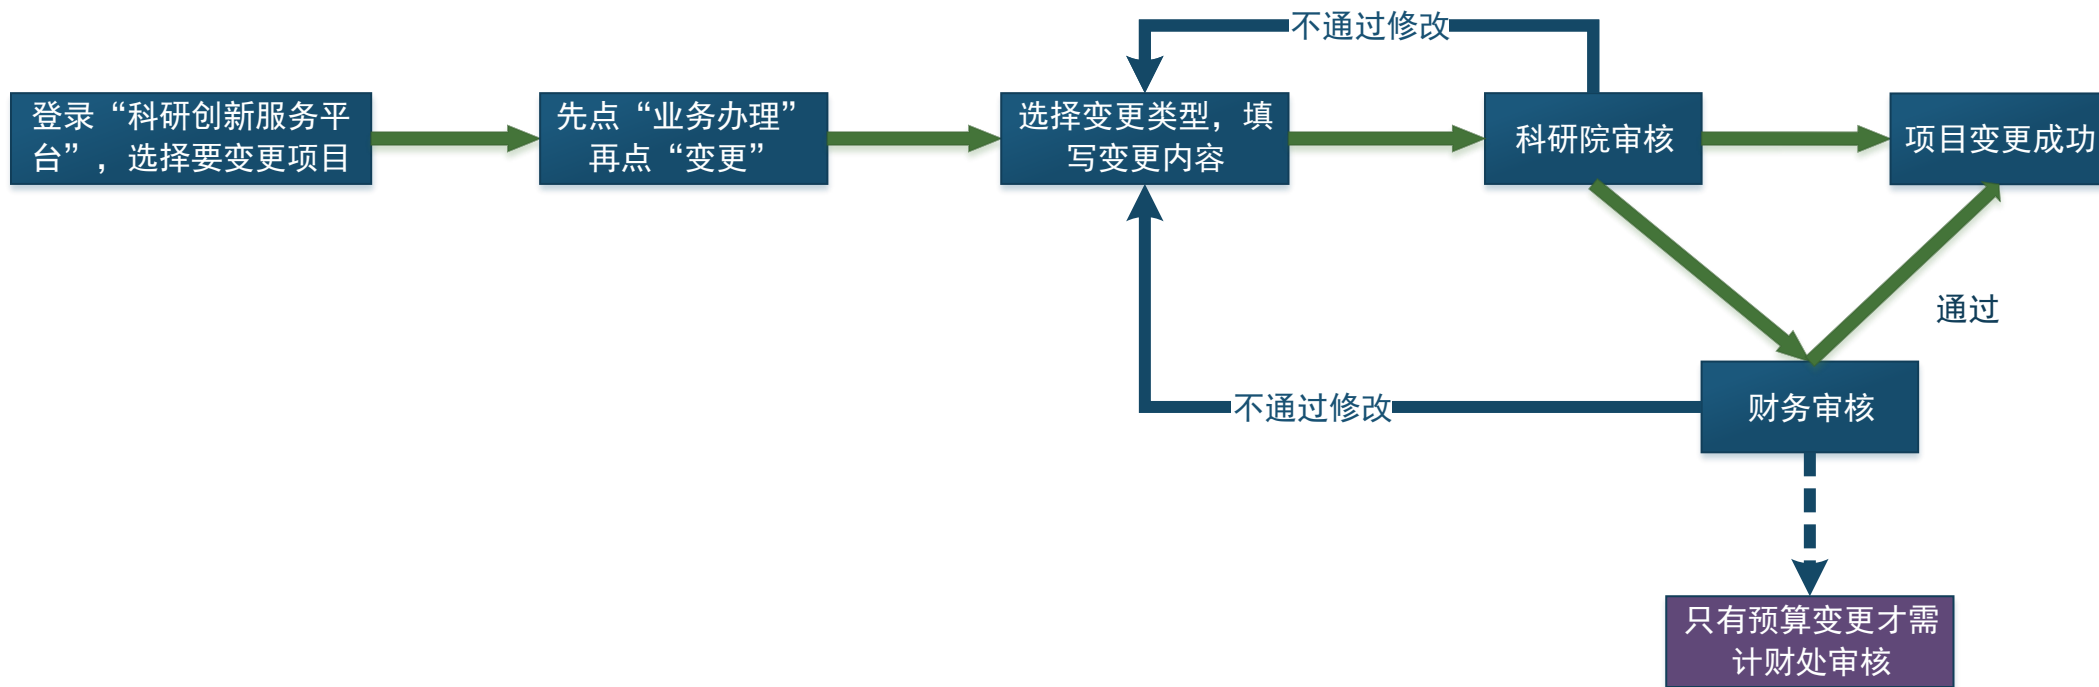 不通过修改
登录“科研创新服务平
台”，选择要变更项目
先点“业务办理”
再点“变更”
选择变更类型，填
写变更内容
科研院审核
项目变更成功
通过
不通过修改
财务审核
只有预算变更才需
计财处审核